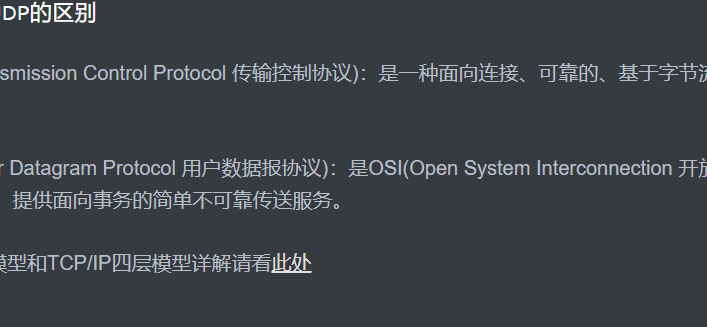 UDP的区别
smission Control Protocol 传输控制协议)：是一种面向连接、可靠的、基于字节流
r Datagram Protocol 用户数据报协议)：是OSI(Open System Interconnection 开放
提供面向事务的简单不可靠传送服务。
模型和TCP/IP四层模型详解请看此处